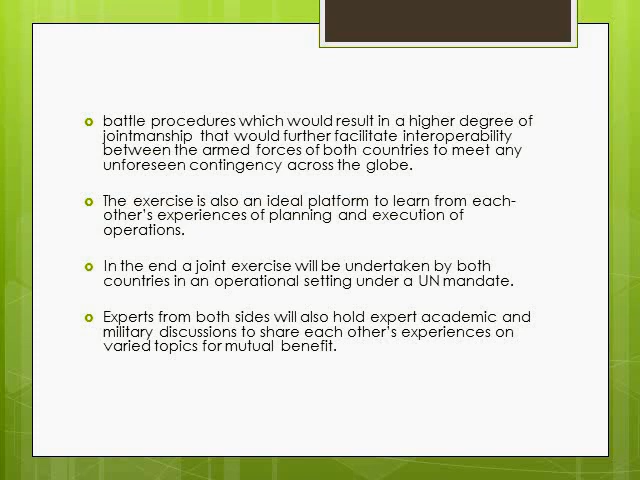 battle procedures which would result in a higher degree of
jointmanship that would further facilitate interoperability
between the armed forces of both countries to meet any
unforeseen contingency across the globe.
The exercise is also an ideal platform to learn from each-
other's experiences of planning and execution of
operations.
In the end a joint exercise will be undertaken by both
countries in an operational setting under a UN mandate.
Experts from both sides will also hold expert academic and
military discussions to share each other's experiences on
varied topics for mutual benefit.